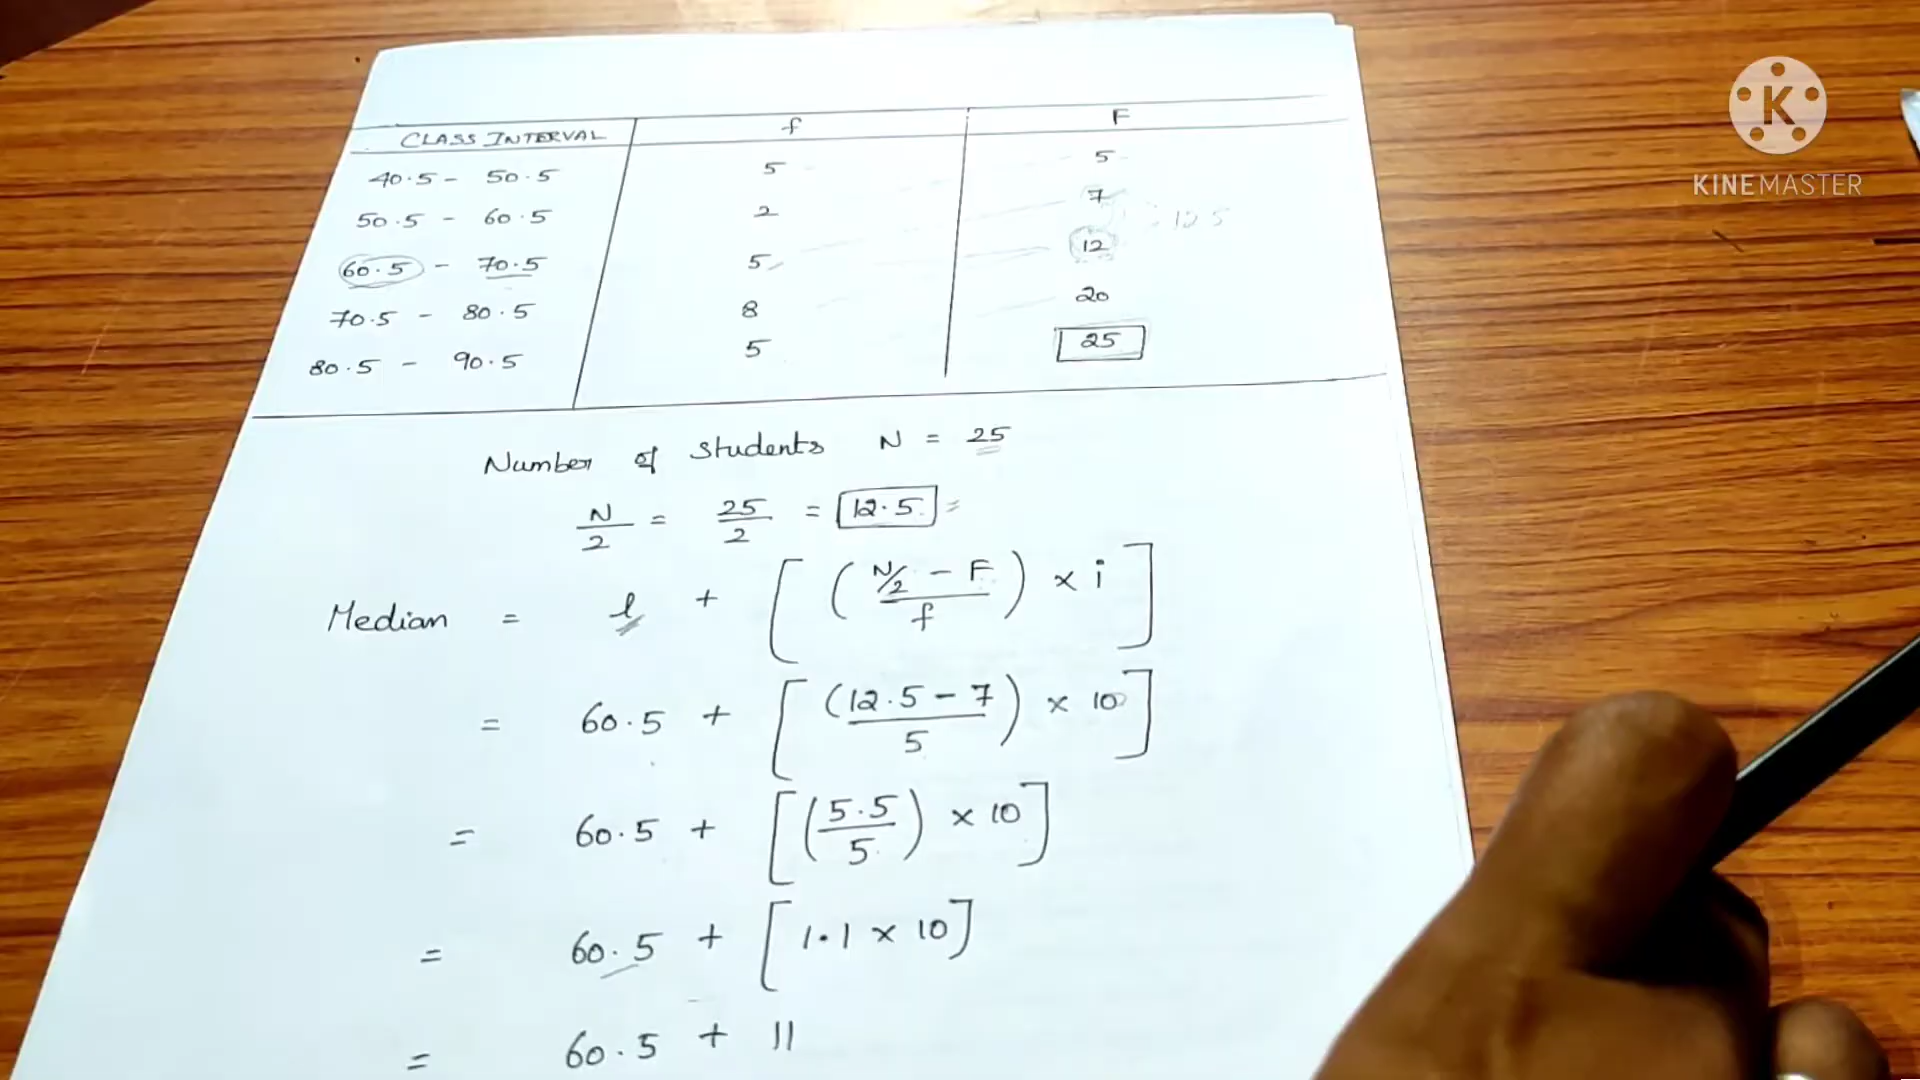 CLASS INTERVAL f F
40.5 - 50.5 5 5
50.5 - 60.5 2 7
60.5 - 70.5 5 12 12.5
70.5 - 80.5 8 20
80.5 - 90.5 5 25
Number of students N = 25
N/2 = 25/2 = 12.5 =
Median = l + [(N/2 - F / f) × i]
= 60.5 + [(12.5 - 7 / 5) × 10]
= 60.5 + [(5.5 / 5) × 10]
= 60.5 + [1.1 × 10]
= 60.5 + 11
K
KINEMASTER